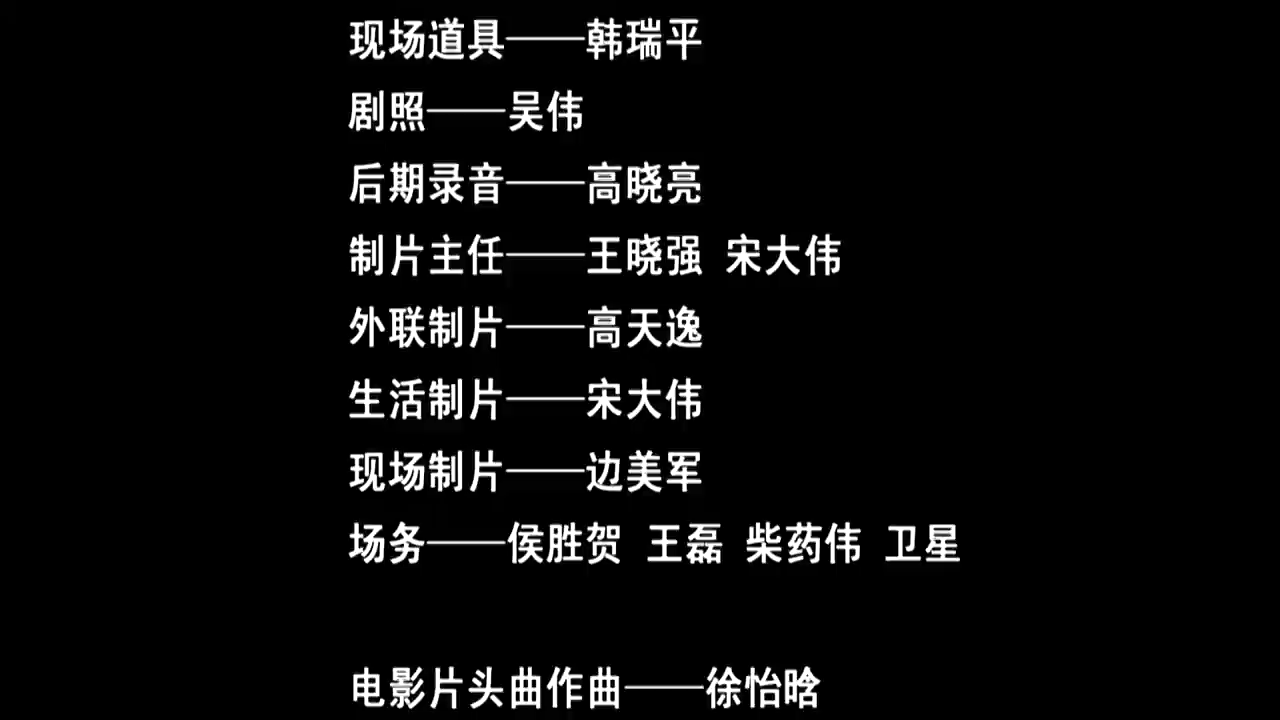 现场道具——韩瑞平
剧照——吴伟
后期录音——高晓亮
制片主任——王晓强 宋大伟
外联制片——高天逸
生活制片——宋大伟
现场制片——边美军
场务——侯胜贺 王磊 柴药伟 卫星
电影片头曲作曲——徐怡晗